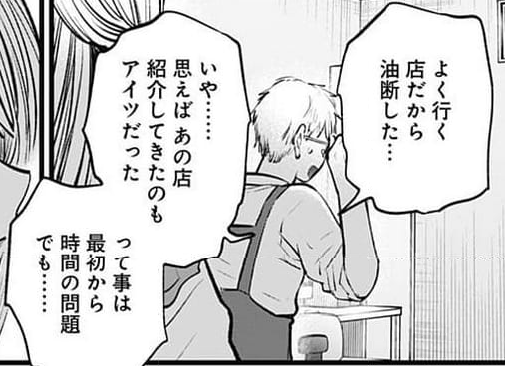 よく行く
店だから
油断した…
いや……
思えば あの店
紹介してきたのも
アイツだった
って事は
最初から
時間の問題
でも……